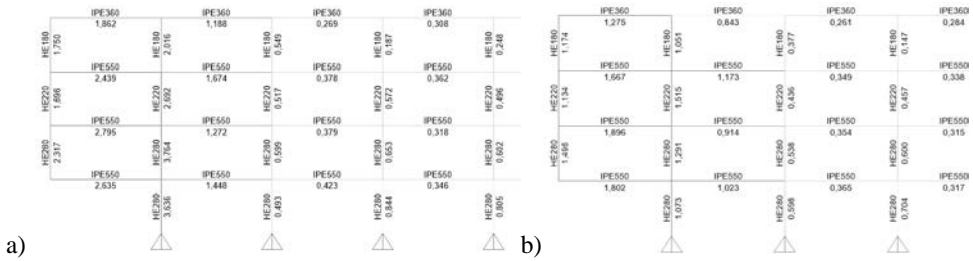 IPE360 IPE360 IPE360 IPE360
1,862 1,188 0,269 0,308
HE180 1,750 HE180 2,016 HE180 0,549 HE180 0,187 HE180 0,248
IPE550 IPE550 IPE550 IPE550
2,439 1,674 0,378 0,362
HE220 1,696 HE220 2,692 HE220 0,517 HE220 0,572 HE220 0,496
IPE550 IPE550 IPE550 IPE550
2,795 1,272 0,379 0,318
HE280 2,317 HE280 3,764 HE280 0,599 HE280 0,653 HE280 0,602
IPE550 IPE550 IPE550 IPE550
2,635 1,448 0,423 0,346
HE280 3,636 HE280 0,493 HE280 0,844 HE280 0,805
a)
IPE360 IPE360 IPE360 IPE360
1,275 0,843 0,261 0,284
HE180 1,174 HE180 1,051 HE180 0,377 HE180 0,147
IPE550 IPE550 IPE550 IPE550
1,667 1,173 0,349 0,338
HE220 1,134 HE220 1,515 HE220 0,436 HE220 0,457
IPE550 IPE550 IPE550 IPE550
1,896 0,914 0,354 0,315
HE280 1,496 HE280 1,291 HE280 0,538 HE280 0,600
IPE550 IPE550 IPE550 IPE550
1,802 1,023 0,365 0,317
HE280 1,073 HE280 0,598 HE280 0,704
b)